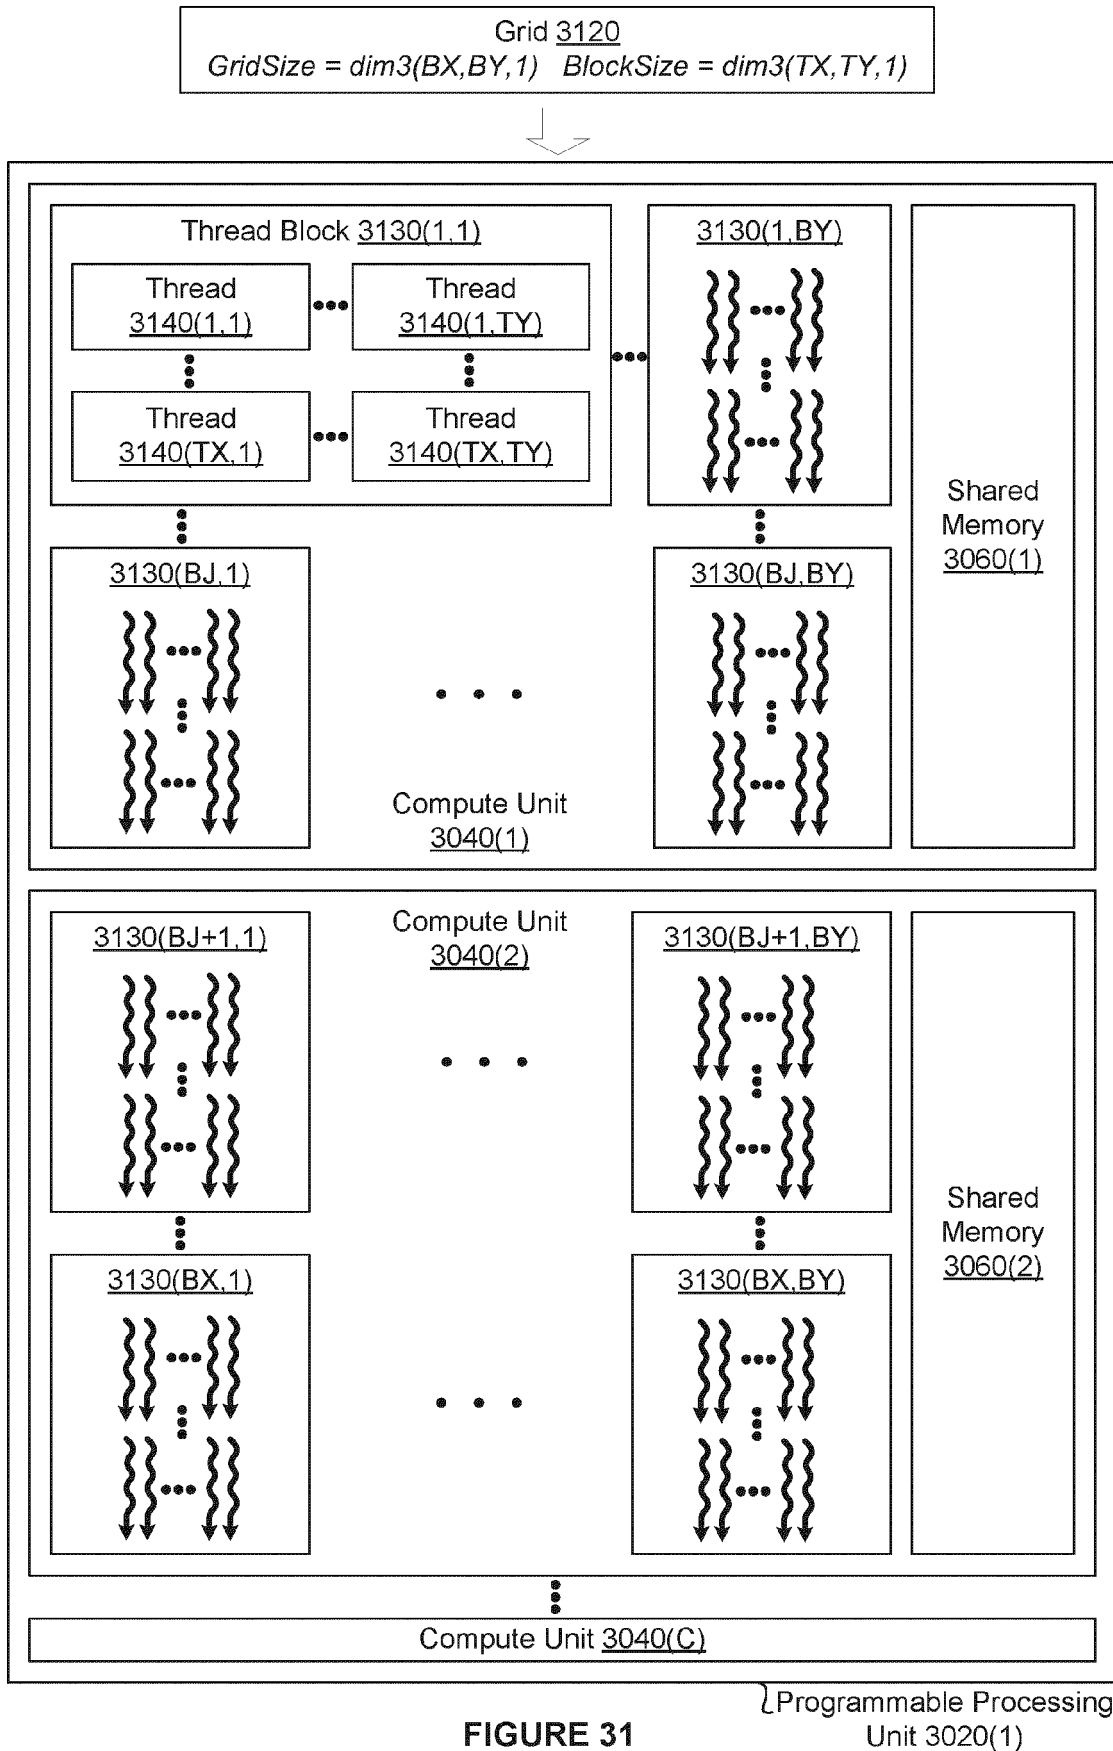 Grid 3120
GridSize = dim3(BX,BY,1) BlockSize = dim3(TX,TY,1)
Thread Block 3130(1,1)
Thread
3140(1,1)
Thread
3140(1,TY)
Thread
3140(TX,1)
Thread
3140(TX,TY)
3130(1,BY)
Shared
Memory
3060(1)
3130(BJ,1)
3130(BJ,BY)
Compute Unit
3040(1)
3130(BJ+1,1)
Compute Unit
3040(2)
3130(BJ+1,BY)
Shared
Memory
3060(2)
3130(BX,1)
3130(BX,BY)
Compute Unit 3040(C)
Programmable Processing
Unit 3020(1)
FIGURE 31